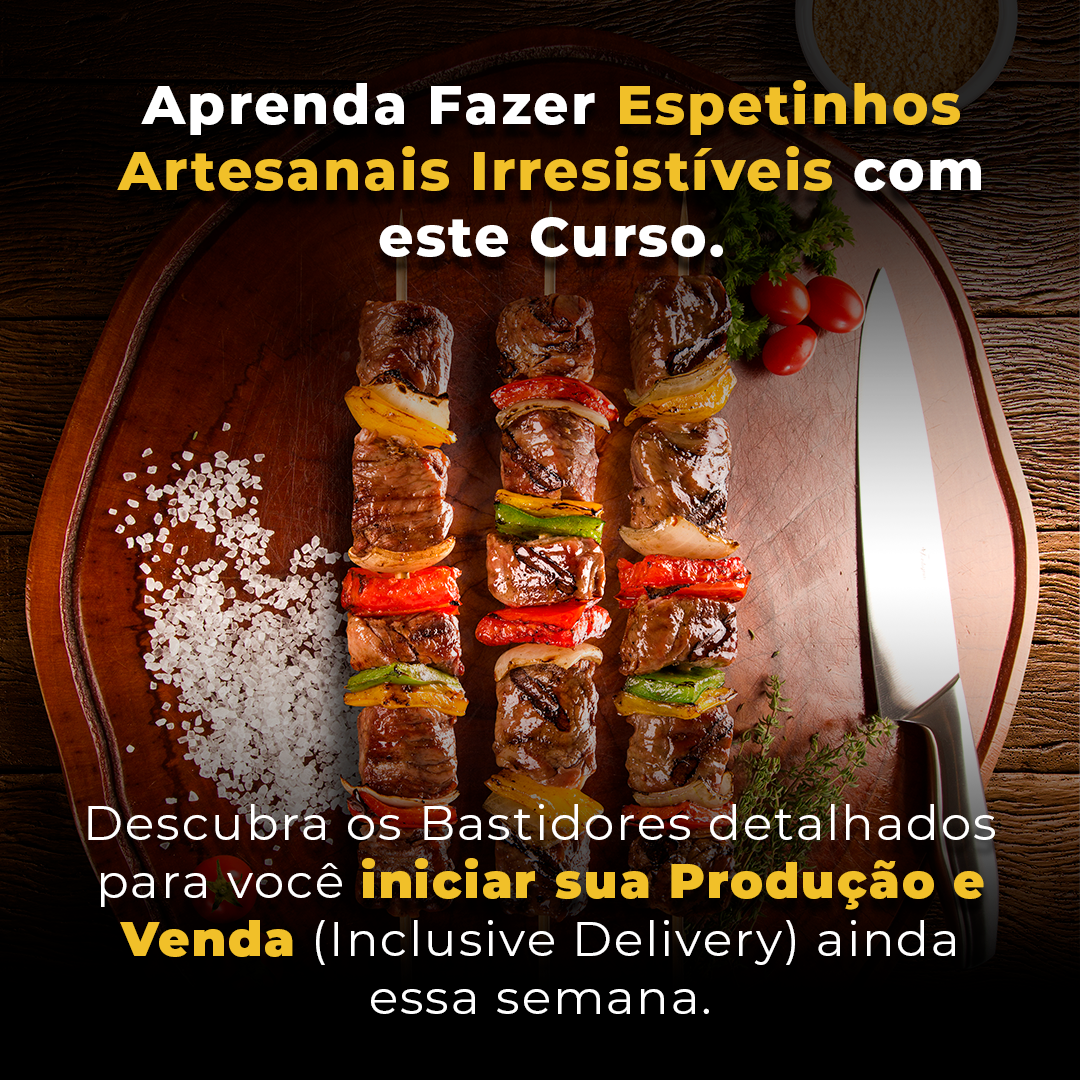 Aprenda Fazer Espetinhos
Artesanais Irresistíveis com
este Curso.
Descubra os Bastidores detalhados
para você iniciar sua Produção e
Venda (Inclusive Delivery) ainda
essa semana.